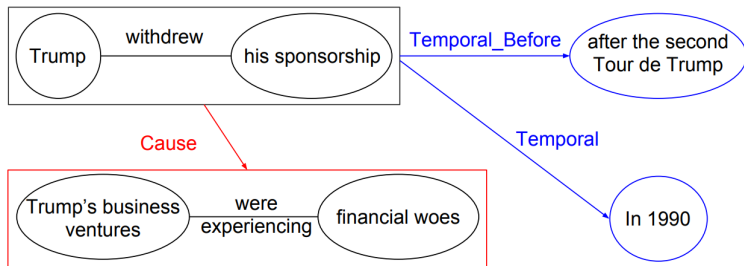 Trump
withdrew
his sponsorship
Temporal_Before
after the second
Tour de Trump
Cause
Temporal
Trump's business
ventures
were
experiencing
financial woes
In 1990